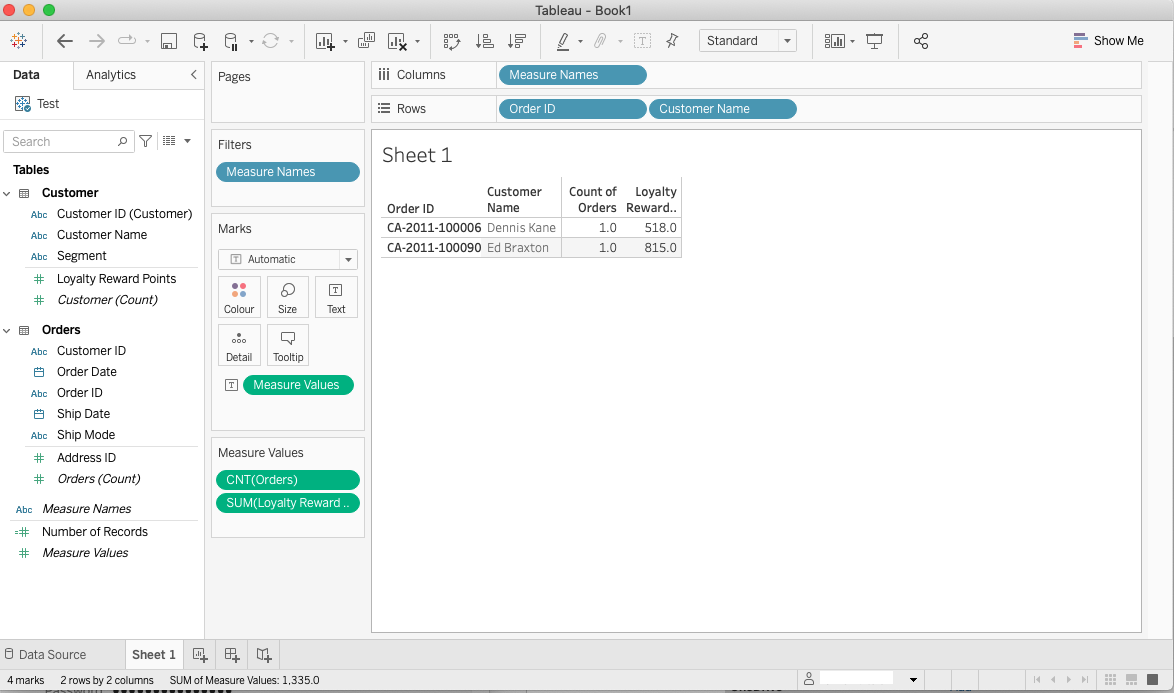 Tableau - Book1
Standard
Show Me
Data
Analytics
Test
Search
Tables
Customer
Abc Customer ID (Customer)
Abc Customer Name
Abc Segment
Loyalty Reward Points
Customer (Count)
Orders
Abc Customer ID
Order Date
Abc Order ID
Ship Date
Abc Ship Mode
Address ID
Orders (Count)
Abc Measure Names
Number of Records
Measure Values
Pages
Filters
Measure Names
Marks
T Automatic
Colour Size Text
Detail Tooltip
T Measure Values
Measure Values
CNT(Orders)
SUM(Loyalty Reward ..
Columns Measure Names
Rows Order ID Customer Name
Sheet 1
Customer Count of Loyalty
Order ID Name Orders Reward..
CA-2011-100006 Dennis Kane 1.0 518.0
CA-2011-100090 Ed Braxton 1.0 815.0
Data Source Sheet 1
4 marks 2 rows by 2 columns SUM of Measure Values: 1,335.0